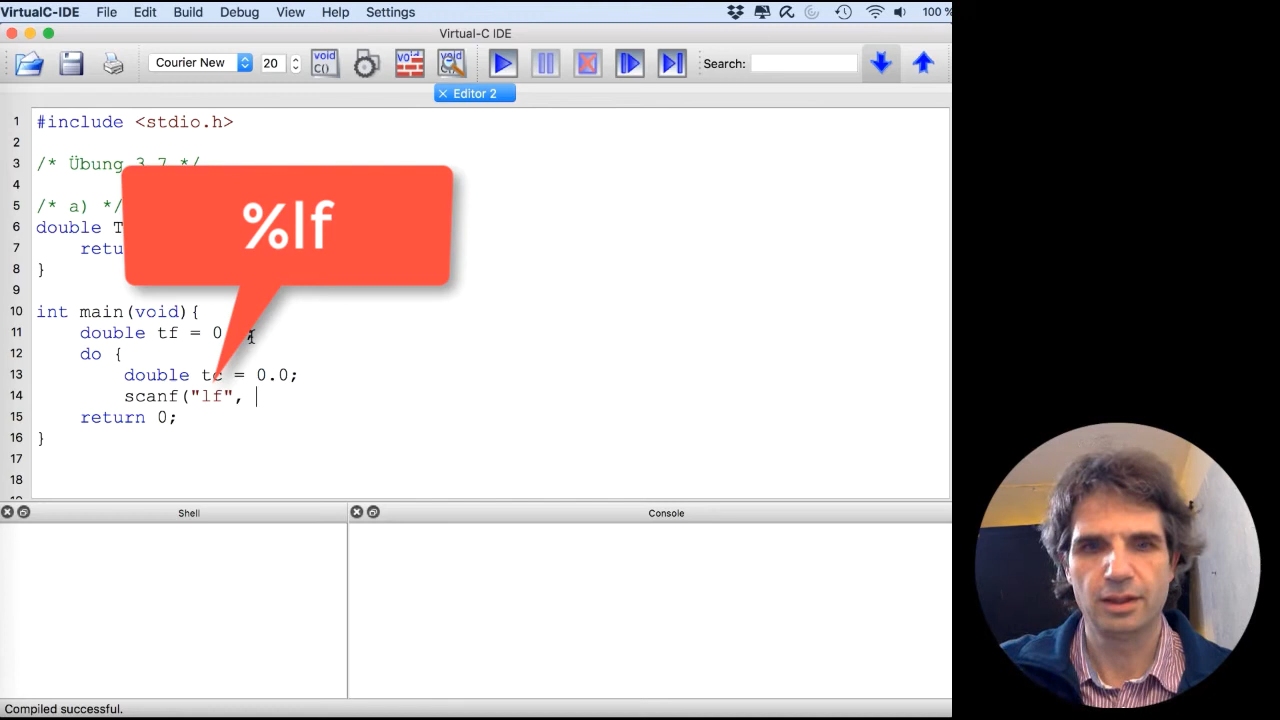 VirtualC-IDE File Edit Build Debug View Help Settings 100 %
Virtual-C IDE
Courier New 20 void C() void void Search:
× Editor 2
1 #include <stdio.h>
2
3 /* Übung 3.7 */
4
5 /* a) */
6 double T
7 retu
8 }
9
%lf
10 int main(void){
11 double tf = 0
12 do {
13 double tc = 0.0;
14 scanf("lf",
15 return 0;
16 }
17
18
Shell Console
Compiled successful.